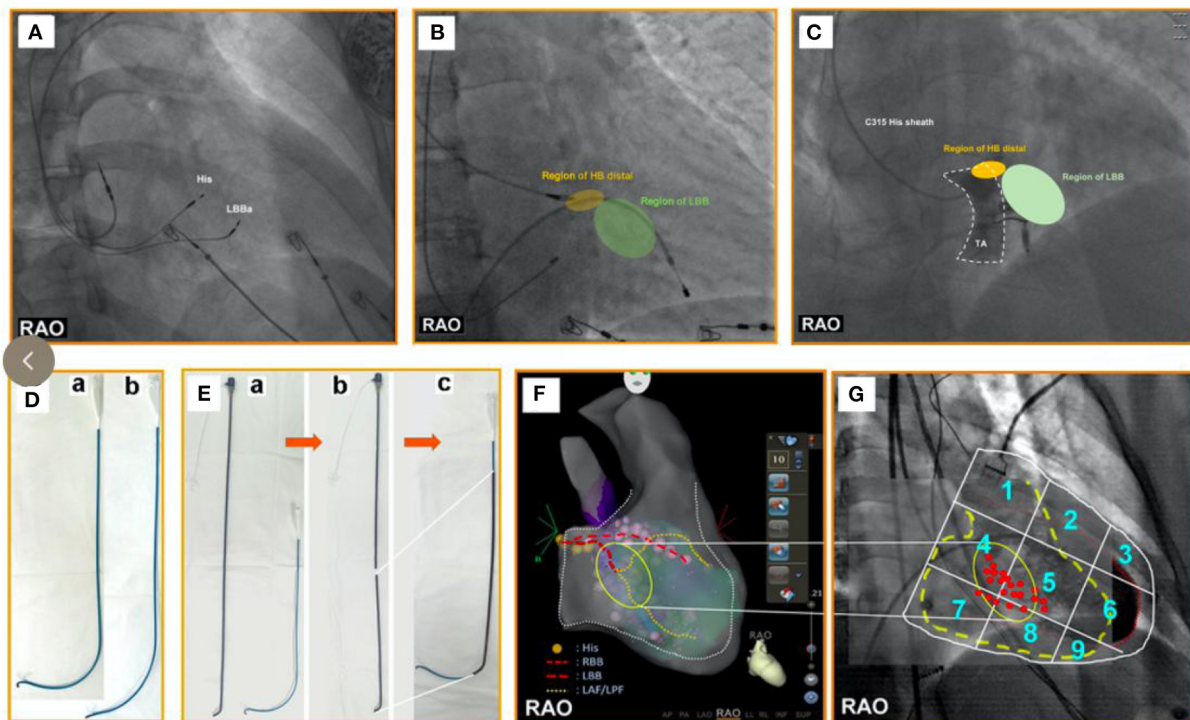 A
His
LBBa
RAO
B
Region of HB distal
Region of LBB
RAO
C
C315 His sheath
Region of HB distal
Region of LBB
TA
RAO
D
a
b
E
a
b
c
F
10
R
: His
: RBB
: LBB
: LAF/LPF
.21
RAO
AP PA LAO RAO LL RL INF SUP
RAO
G
1
2
3
4
5
6
7
8
9
RAO